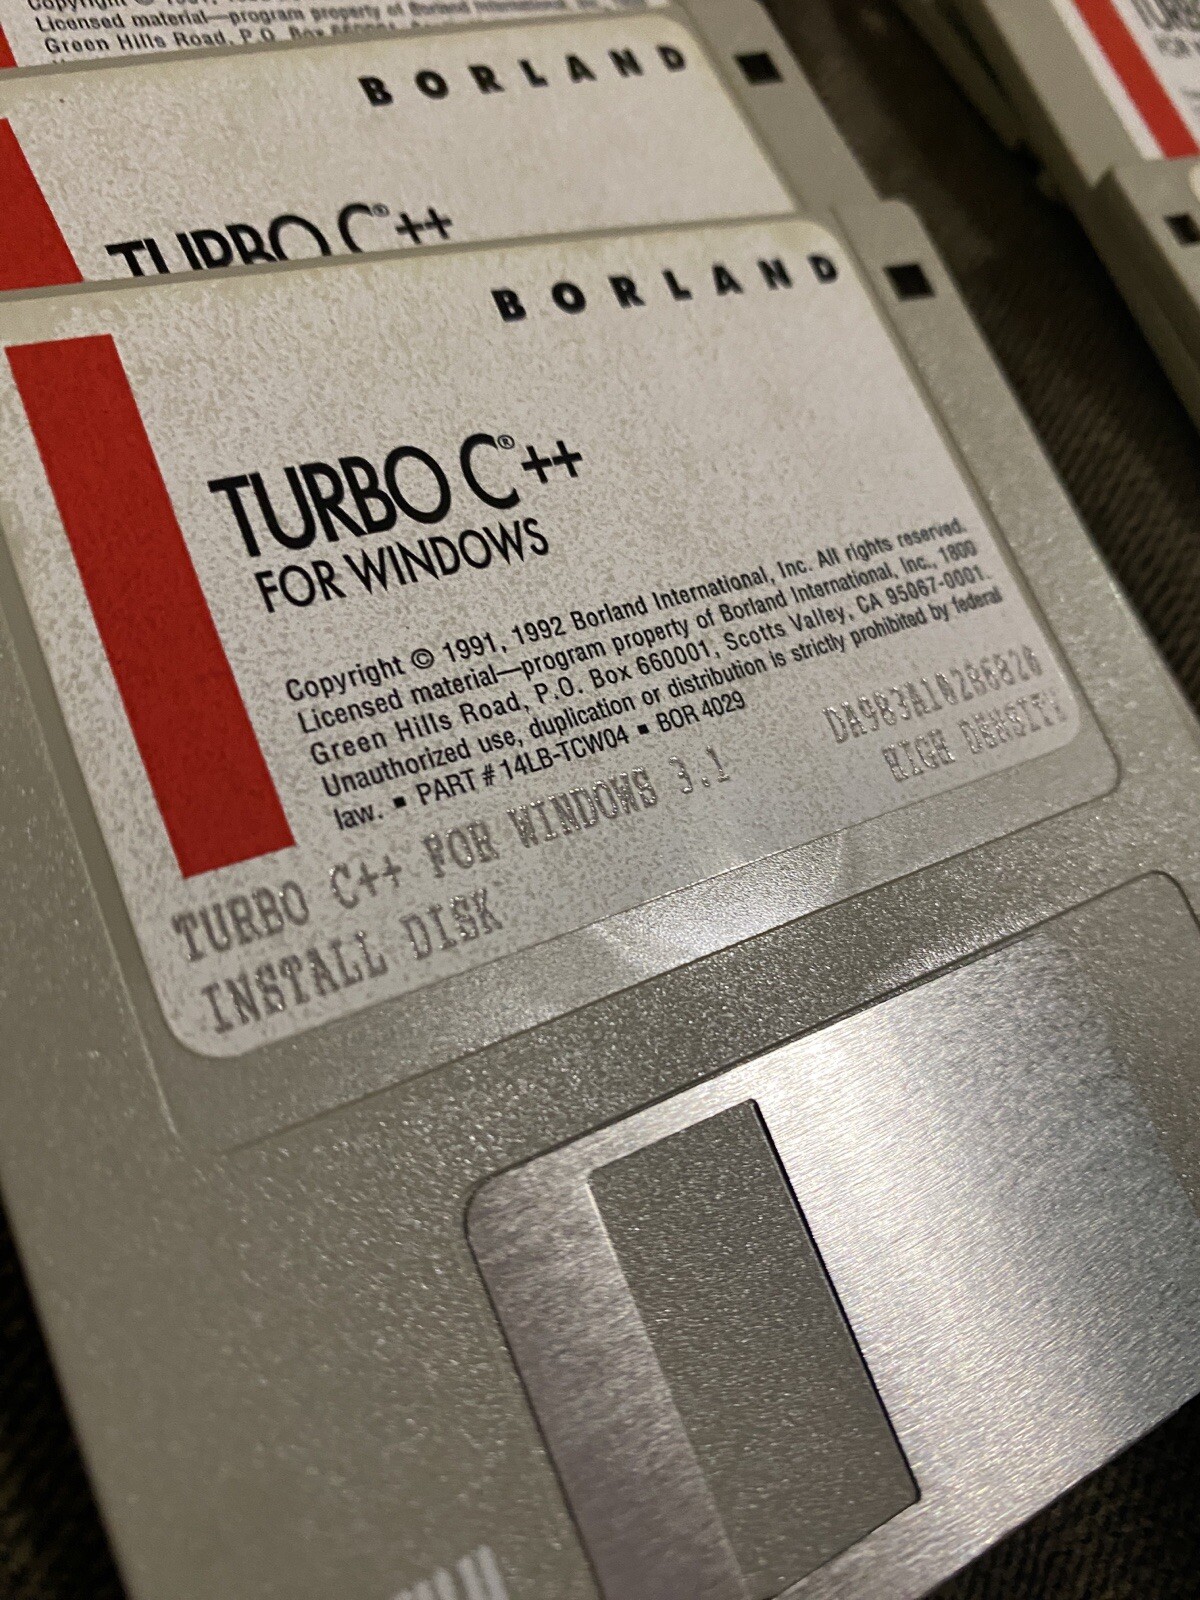 Licensed material—program property of Borland International, Inc.
Green Hills Road, P.O. Box 660001
BORLAND
TURBO C®++
BORLAND
TURBO C®++
FOR WINDOWS
Copyright © 1991, 1992 Borland International, Inc. All rights reserved.
Licensed material—program property of Borland International, Inc., 1800
Green Hills Road, P.O. Box 660001, Scotts Valley, CA 95067-0001.
Unauthorized use, duplication or distribution is strictly prohibited by federal
law. ▪ PART # 14LB-TCW04 ▪ BOR 4029
DA983A10286826
HIGH DENSITY
TURBO C++ FOR WINDOWS 3.1
INSTALL DISK